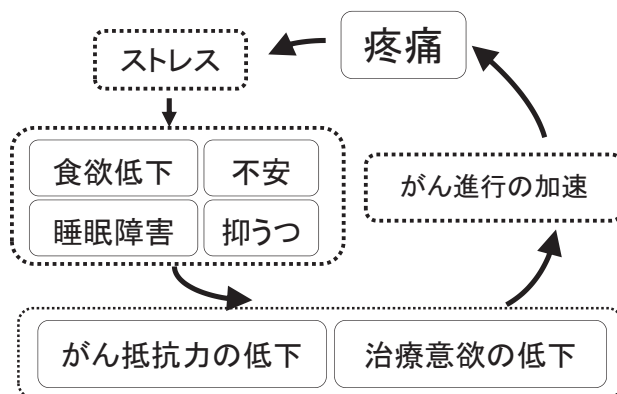 疼痛
ストレス
食欲低下
不安
睡眠障害
抑うつ
がん抵抗力の低下
治療意欲の低下
がん進行の加速